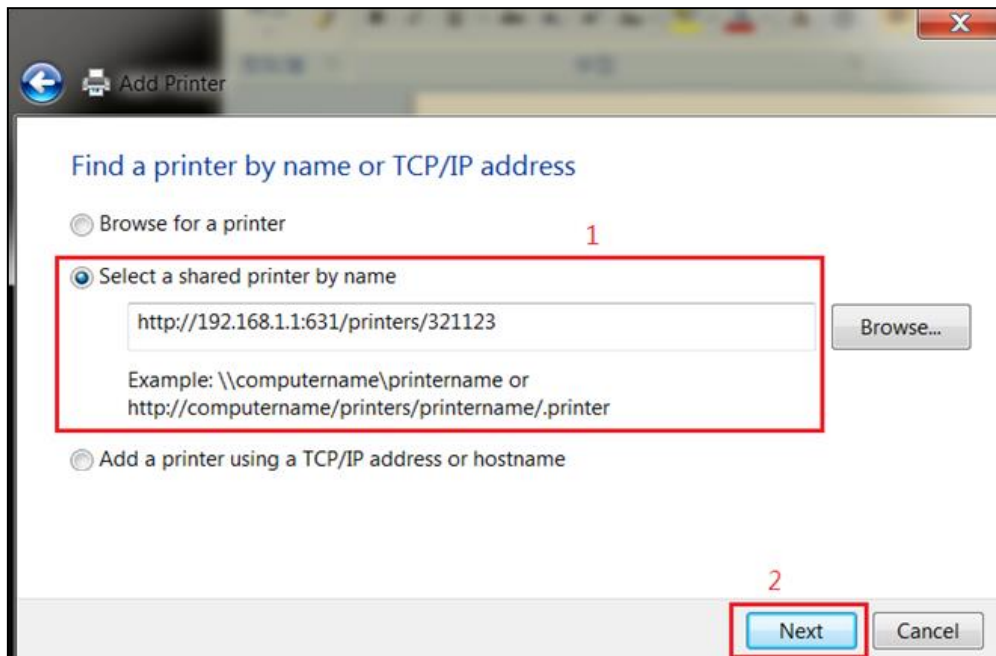 Add Printer
Find a printer by name or TCP/IP address
Browse for a printer
1
Select a shared printer by name
http://192.168.1.1:631/printers/321123
Browse...
Example: \\computername\printername or
http://computername/printers/printername/.printer
Add a printer using a TCP/IP address or hostname
2
Next
Cancel